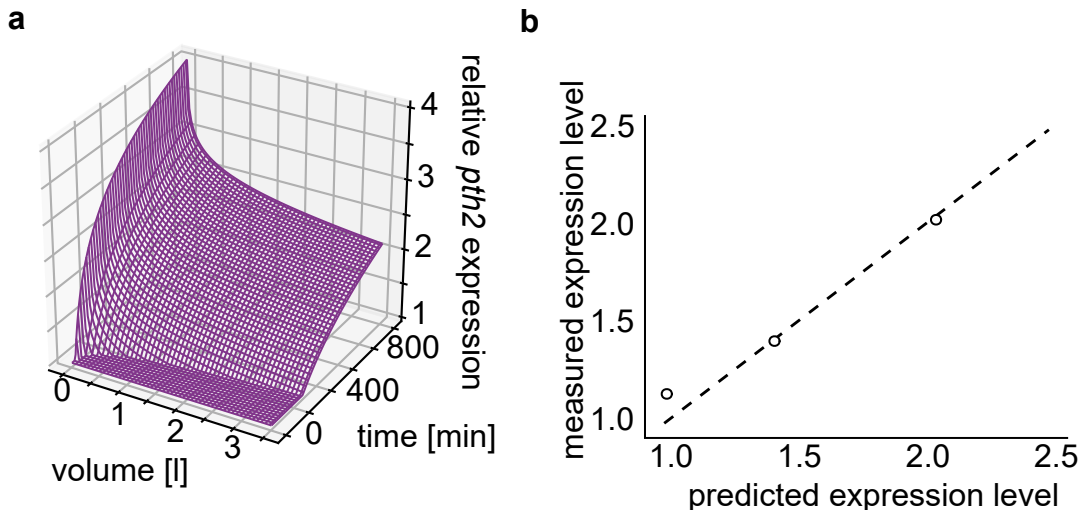 a
relative pth2 expression
4
3
2
1
800
400
0
time [min]
0
1
2
3
volume [l]
b
measured expression level
2.5
2.0
1.5
1.0
1.0 1.5 2.0 2.5
predicted expression level